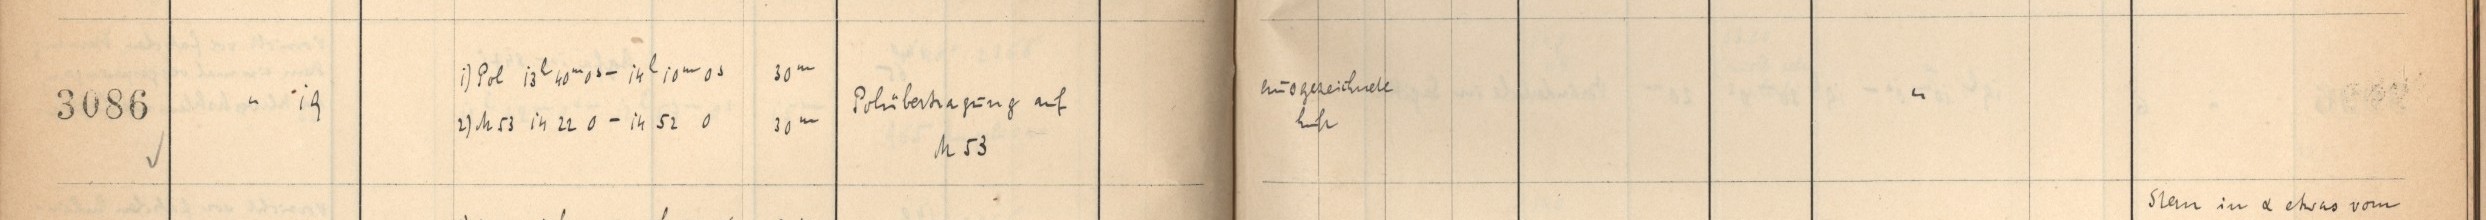 1) Pol 13h 40m 0s – 14h 10m 0s 30m
3086 " 19
2) M 53 14 22 0 – 14 52 0 30m
Polübertragung auf
M 53
ausgezeichnete
Luft
"
Stern in α etwas vom